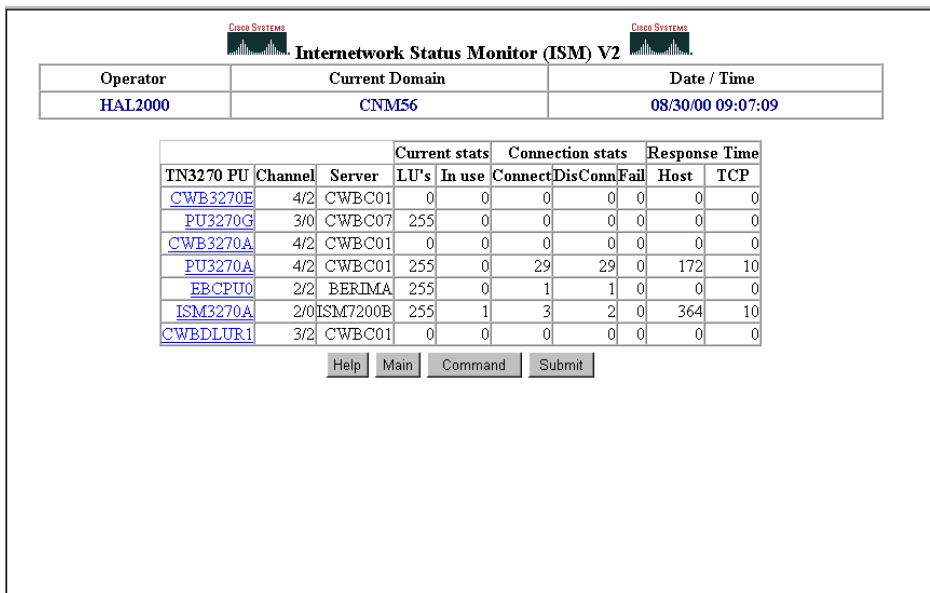 CISCO SYSTEMS CISCO SYSTEMS
Internetwork Status Monitor (ISM) V2
Operator Current Domain Date / Time
HAL2000 CNM56 08/30/00 09:07:09
Current stats Connection stats Response Time
TN3270 PU Channel Server LU's In use Connect DisConn Fail Host TCP
CWB3270E 4/2 CWBC01 0 0 0 0 0 0 0
PU3270G 3/0 CWBC07 255 0 0 0 0 0 0
CWB3270A 4/2 CWBC01 0 0 0 0 0 0 0
PU3270A 4/2 CWBC01 255 0 29 29 0 172 10
EBCPU0 2/2 BERIMA 255 0 1 1 0 0 0
ISM3270A 2/0 ISM7200B 255 1 3 2 0 364 10
CWBDLUR1 3/2 CWBC01 0 0 0 0 0 0 0
Help Main Command Submit